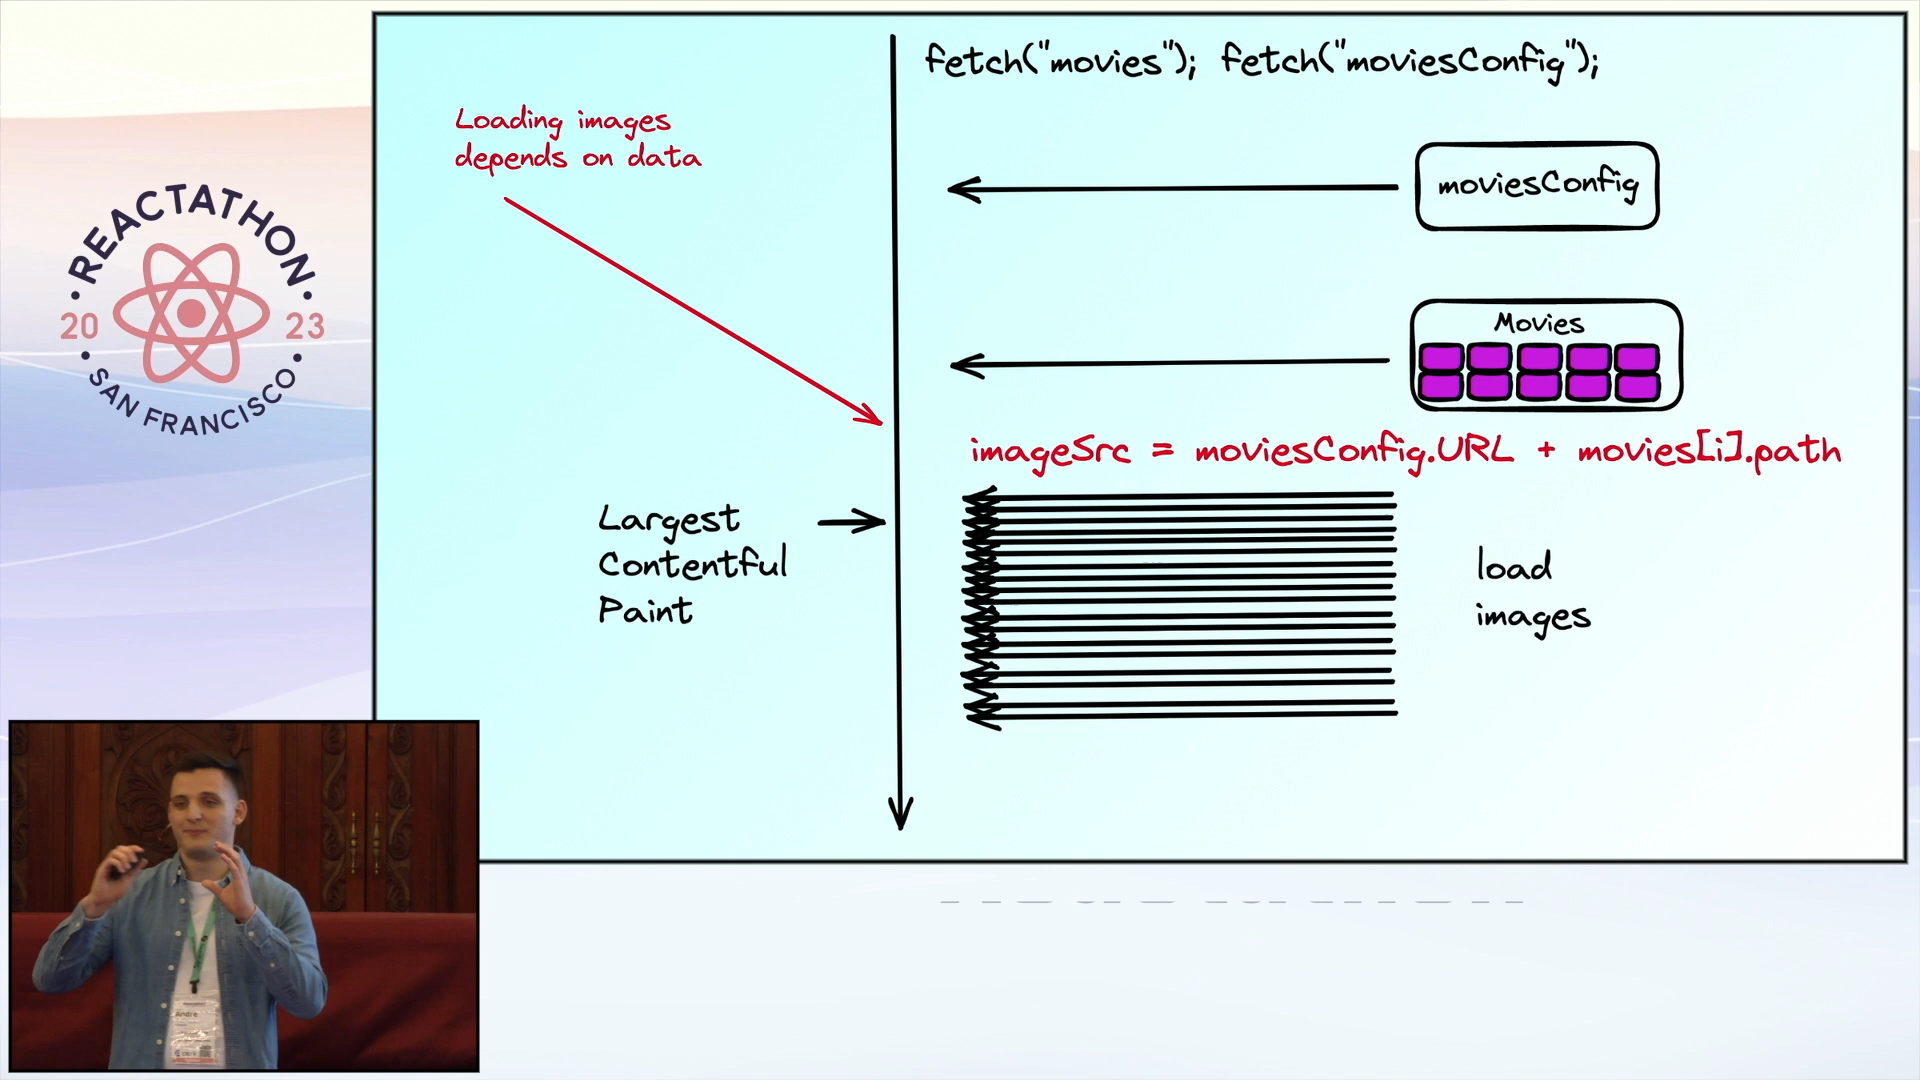 REACTATHON
20 23
SAN FRANCISCO
fetch("movies"); fetch("moviesConfig");
Loading images
depends on data
moviesConfig
Movies
imageSrc = moviesConfig.URL + movies[i].path
Largest
Contentful
Paint
load
images
Andre